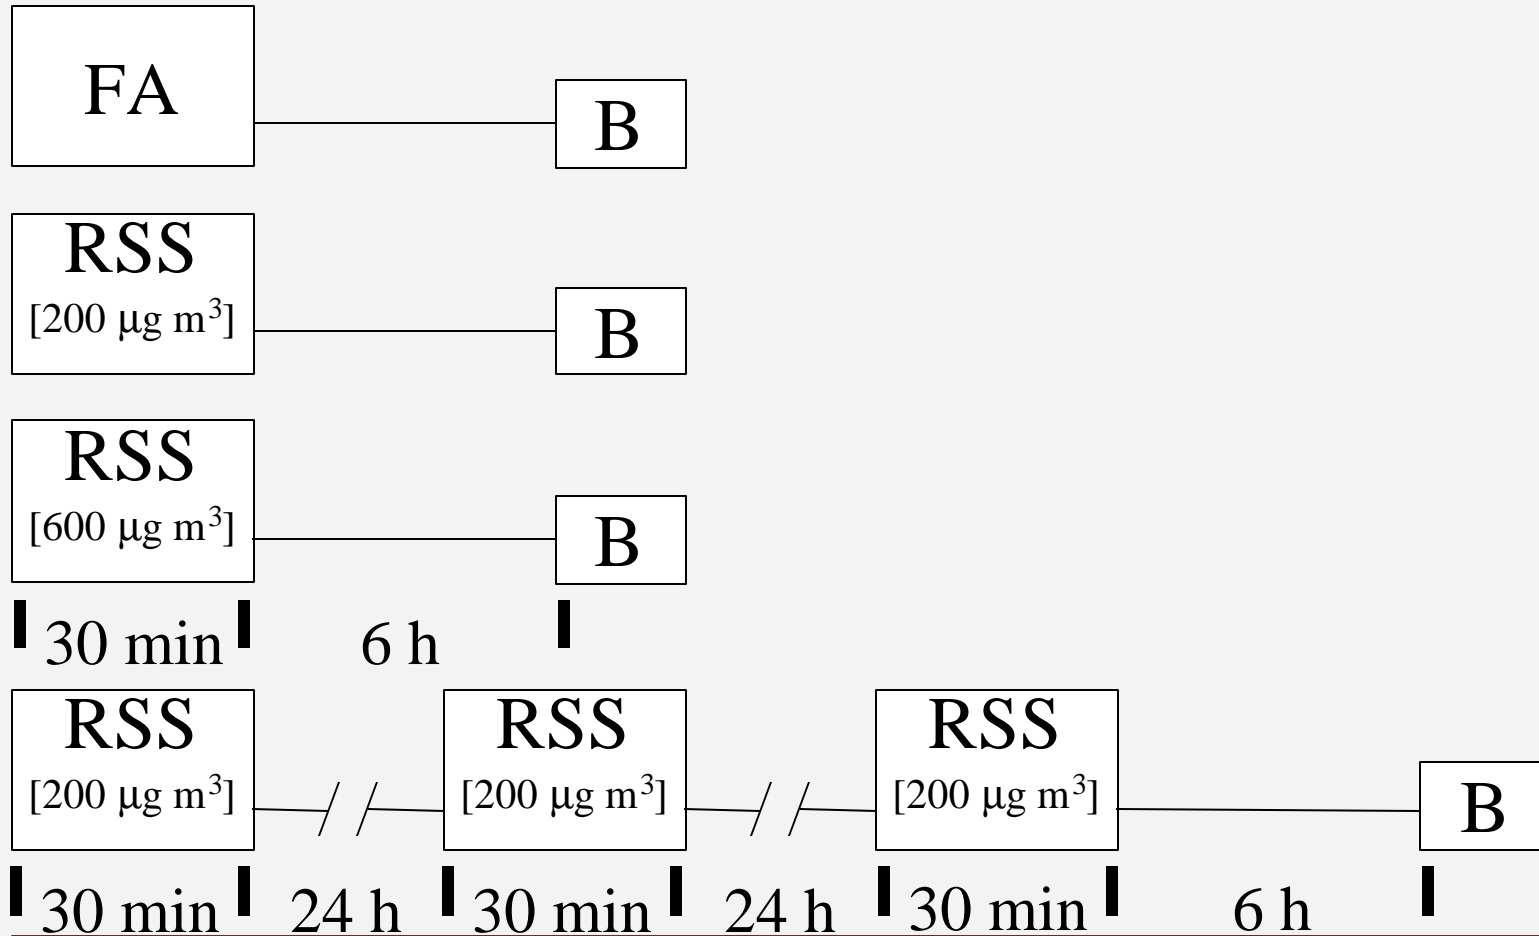 FA
B
RSS
[200 µg m³]
B
RSS
[600 µg m³]
B
30 min 6 h
RSS RSS RSS
[200 µg m³] [200 µg m³] [200 µg m³] B
30 min 24 h 30 min 24 h 30 min 6 h